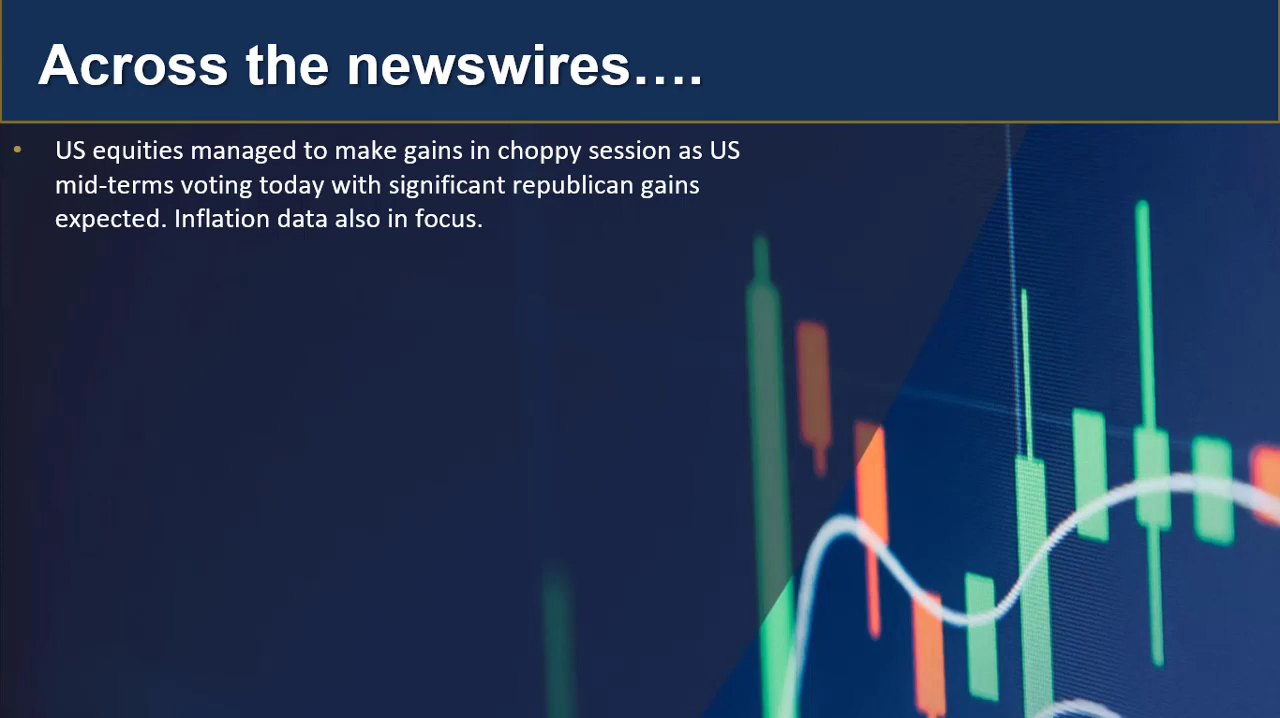 Across the newswires….
• US equities managed to make gains in choppy session as US
mid-terms voting today with significant republican gains
expected. Inflation data also in focus.